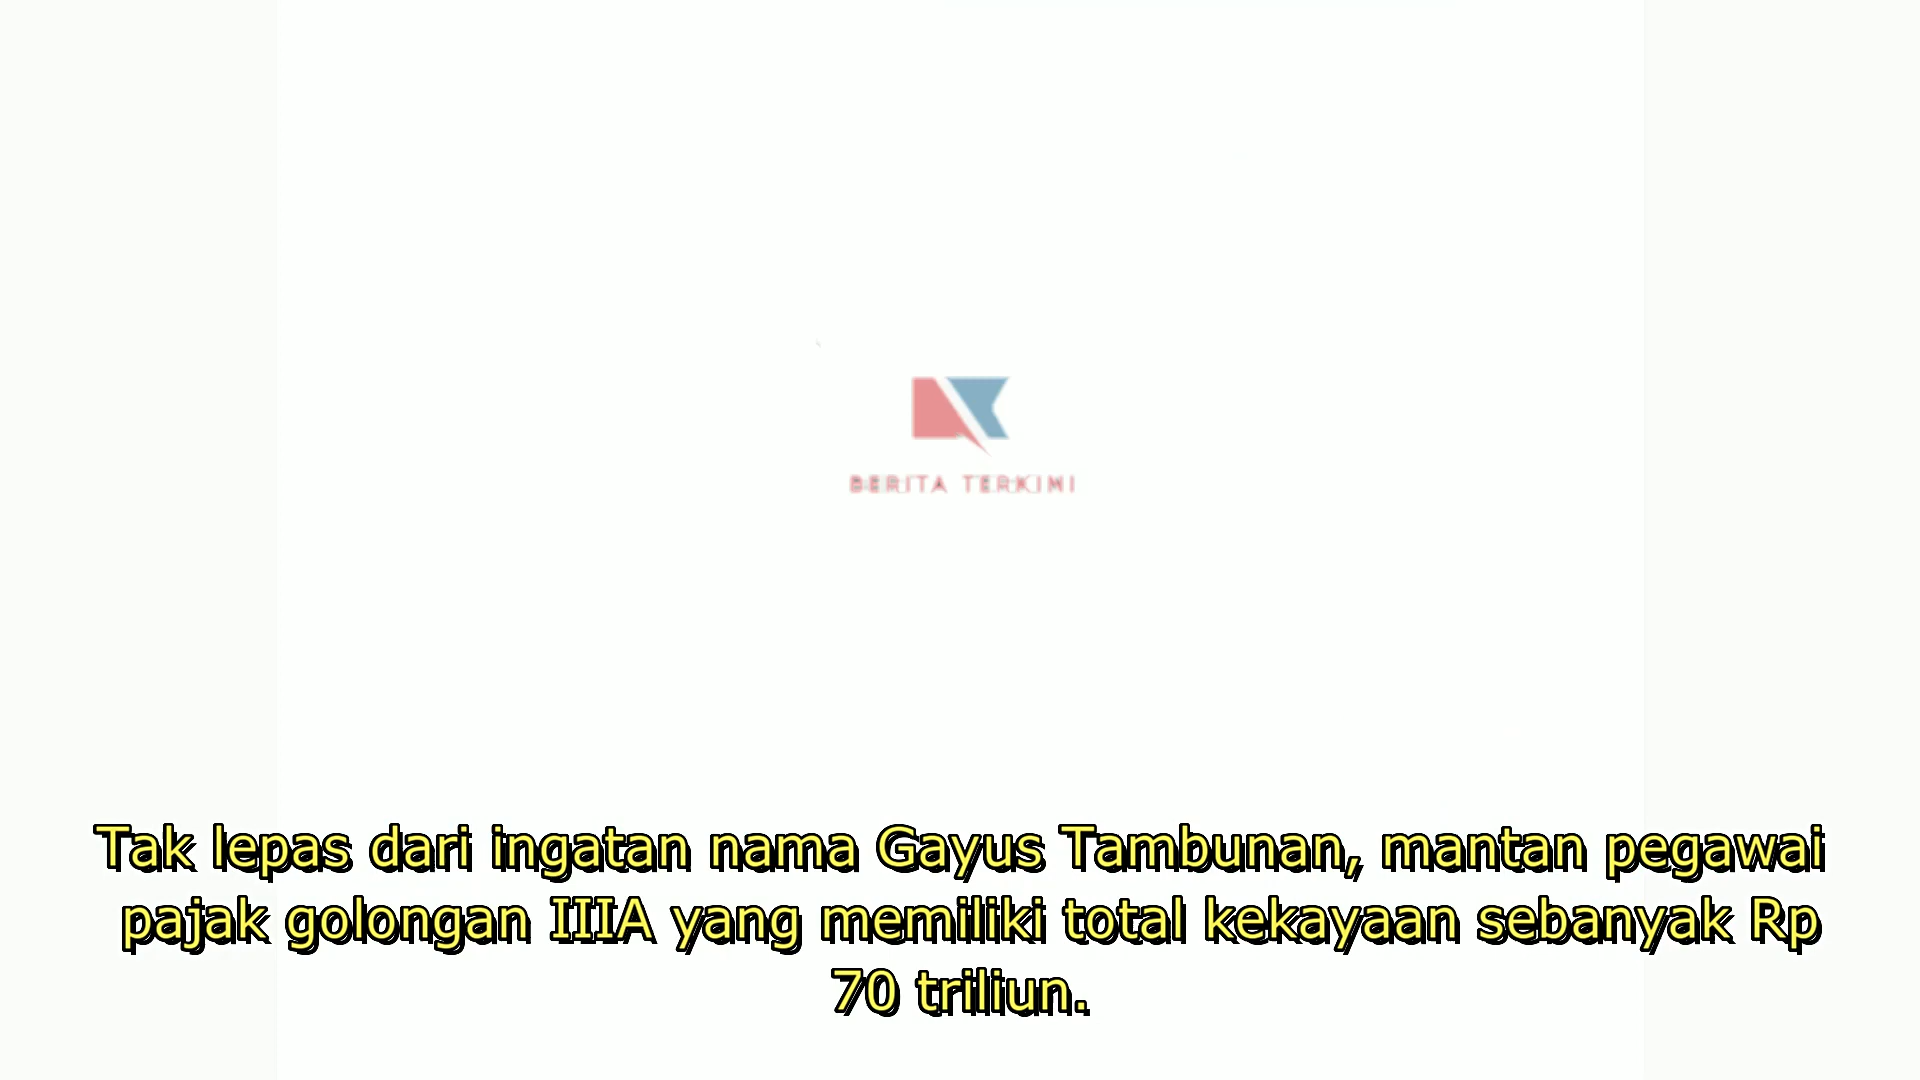 BERITA TERKINI
Tak lepas dari ingatan nama Gayus Tambunan, mantan pegawai
pajak golongan IIIA yang memiliki total kekayaan sebanyak Rp
70 triliun.